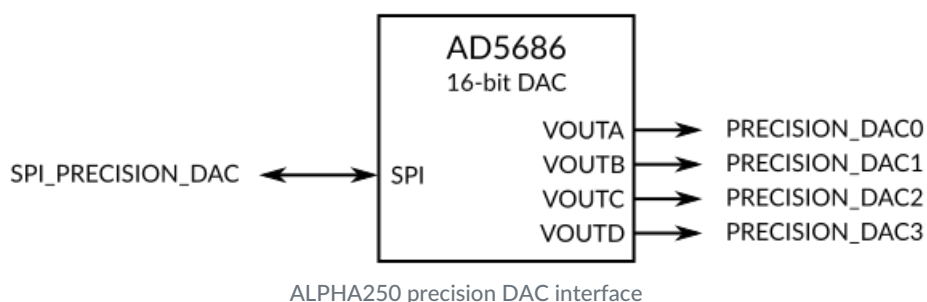 AD5686
16-bit DAC
VOUTA
PRECISION_DAC0
VOUTB
PRECISION_DAC1
SPI_PRECISION_DAC
SPI
VOUTC
PRECISION_DAC2
VOUTD
PRECISION_DAC3
ALPHA250 precision DAC interface